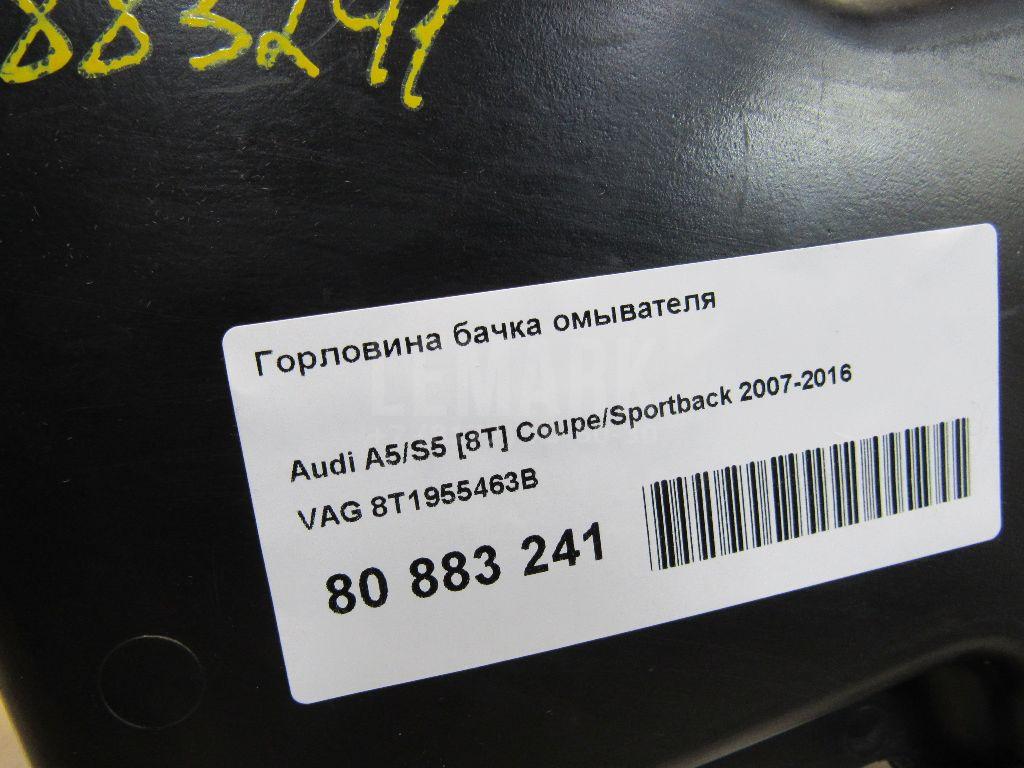 883241
Горловина бачка омывателя
LEMARK
Audi A5/S5 [8T] Coupe/Sportback 2007-2016
VAG 8T1955463B
80 883 241